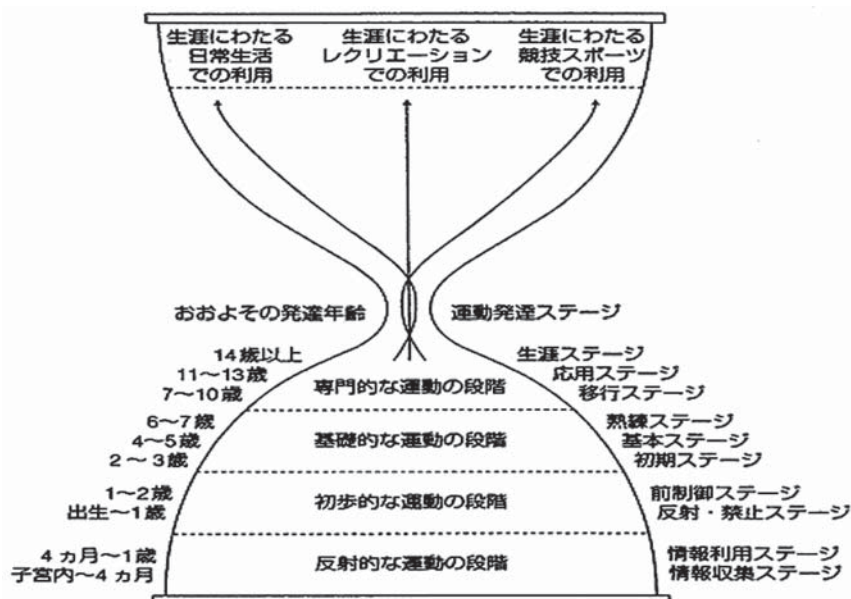 生涯にわたる
日常生活
での利用
生涯にわたる
レクリエーション
での利用
生涯にわたる
競技スポーツ
での利用
おおよその発達年齢
運動発達ステージ
14歳以上
生涯ステージ
11～13歳
応用ステージ
7～10歳
専門的な運動の段階
移行ステージ
6～7歳
熟練ステージ
4～5歳
基礎的な運動の段階
基本ステージ
2～3歳
初期ステージ
1～2歳
前制御ステージ
出生～1歳
初歩的な運動の段階
反射・禁止ステージ
4ヵ月～1歳
情報利用ステージ
子宮内～4ヵ月
反射的な運動の段階
情報収集ステージ